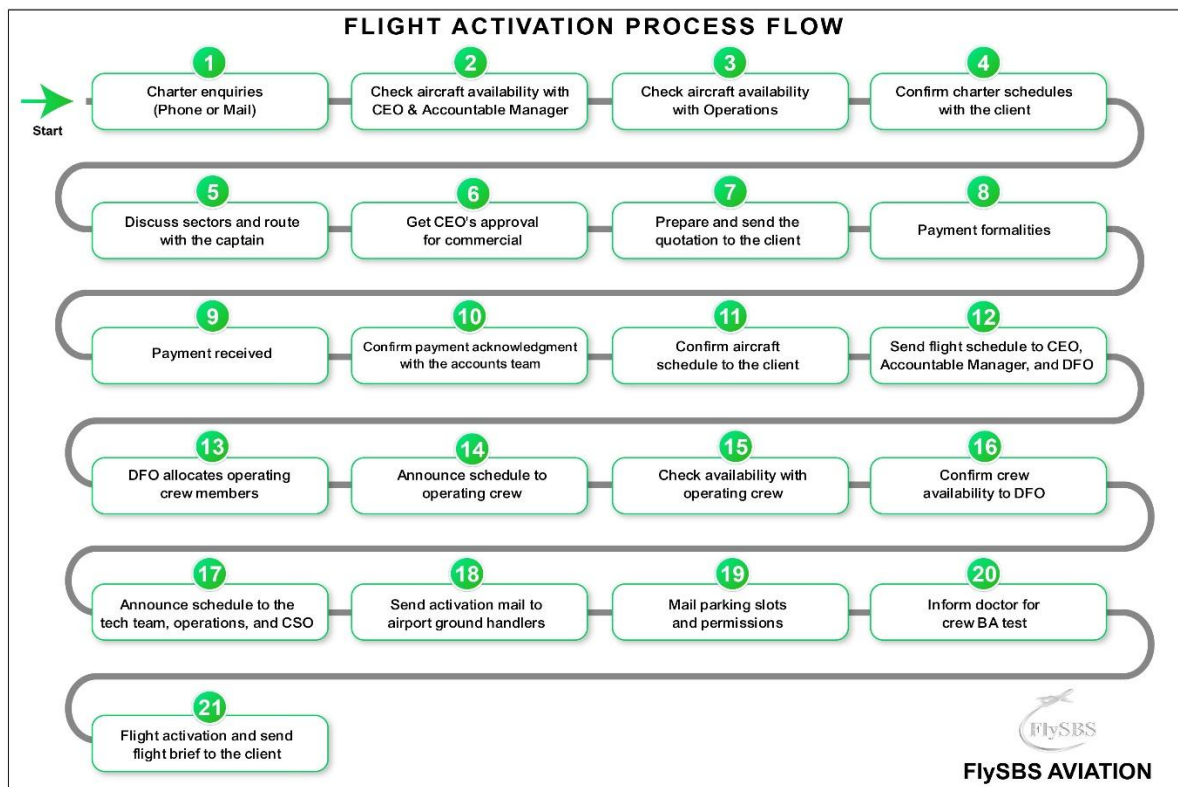 FLIGHT ACTIVATION PROCESS FLOW
Start
1
Charter enquiries
(Phone or Mail)
2
Check aircraft availability with
CEO & Accountable Manager
3
Check aircraft availability
with Operations
4
Confirm charter schedules
with the client
5
Discuss sectors and route
with the captain
6
Get CEO's approval
for commercial
7
Prepare and send the
quotation to the client
8
Payment formalities
9
Payment received
10
Confirm payment acknowledgment
with the accounts team
11
Confirm aircraft
schedule to the client
12
Send flight schedule to CEO,
Accountable Manager, and DFO
13
DFO allocates operating
crew members
14
Announce schedule to
operating crew
15
Check availability with
operating crew
16
Confirm crew
availability to DFO
17
Announce schedule to the
tech team, operations, and CSO
18
Send activation mail to
airport ground handlers
19
Mail parking slots
and permissions
20
Inform doctor for
crew BA test
21
Flight activation and send
flight brief to the client
FlySBS
FlySBS AVIATION